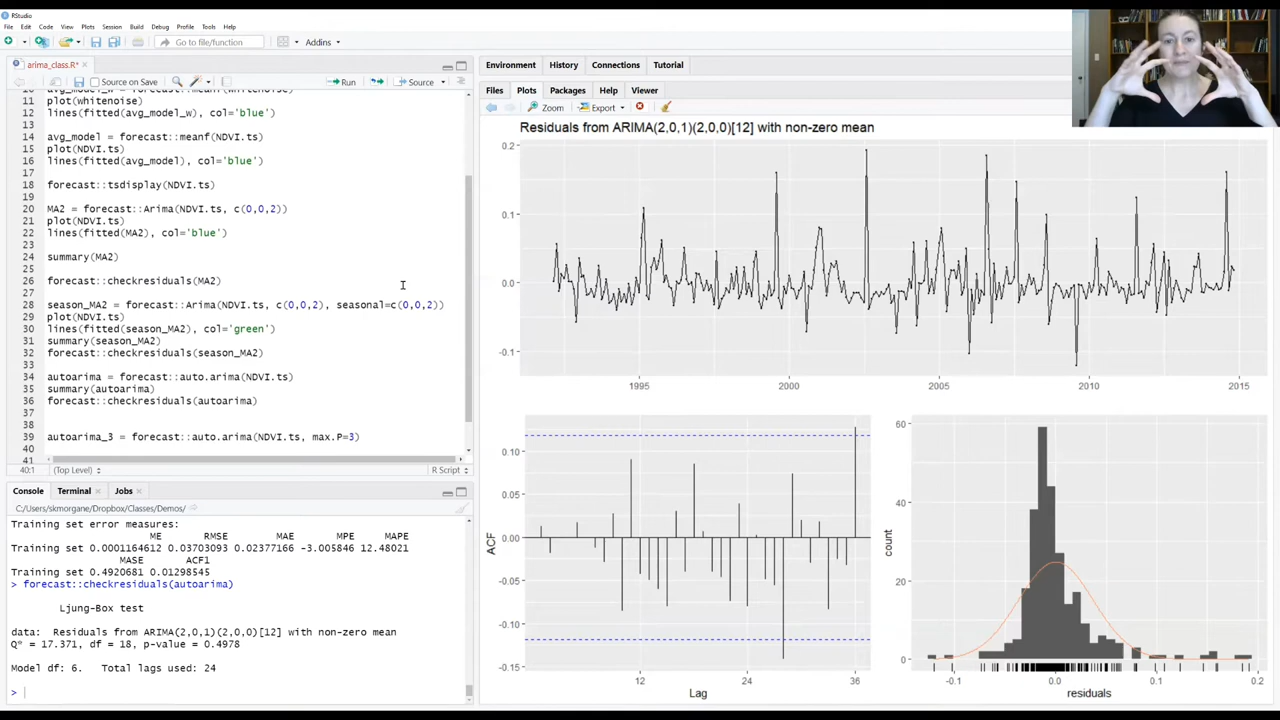 RStudio
File Edit Code View Plots Session Build Debug Profile Tools Help
Go to file/function
Addins
arima_class.R*
Source on Save
Run
Source
10 avg_model_w = forecast::meanf(whitenoise)
11 plot(whitenoise)
12 lines(fitted(avg_model_w), col='blue')
13
14 avg_model = forecast::meanf(NDVI.ts)
15 plot(NDVI.ts)
16 lines(fitted(avg_model), col='blue')
17
18 forecast::tsdisplay(NDVI.ts)
19
20 MA2 = forecast::Arima(NDVI.ts, c(0,0,2))
21 plot(NDVI.ts)
22 lines(fitted(MA2), col='blue')
23
24 summary(MA2)
25
26 forecast::checkresiduals(MA2)
27
28 season_MA2 = forecast::Arima(NDVI.ts, c(0,0,2), seasonal=c(0,0,2))
29 plot(NDVI.ts)
30 lines(fitted(season_MA2), col='green')
31 summary(season_MA2)
32 forecast::checkresiduals(season_MA2)
33
34 autoarima = forecast::auto.arima(NDVI.ts)
35 summary(autoarima)
36 forecast::checkresiduals(autoarima)
37
38
39 autoarima_3 = forecast::auto.arima(NDVI.ts, max.P=3)
40
41
40:1 (Top Level) R Script
Console Terminal Jobs
C:/Users/skmorgane/Dropbox/Classes/Demos/
Training set error measures:
ME RMSE MAE MPE MAPE
Training set 0.0001164612 0.03703093 0.02377166 -3.005846 12.48021
MASE ACF1
Training set 0.4920681 0.01298545
> forecast::checkresiduals(autoarima)
Ljung-Box test
data: Residuals from ARIMA(2,0,1)(2,0,0)[12] with non-zero mean
Q* = 17.371, df = 18, p-value = 0.4978
Model df: 6. Total lags used: 24
>
Environment History Connections Tutorial
Files Plots Packages Help Viewer
Zoom Export
Residuals from ARIMA(2,0,1)(2,0,0)[12] with non-zero mean
0.2
0.1
0.0
-0.1
1995 2000 2005 2010 2015
0.10
0.05
0.00
-0.05
-0.10
-0.15
ACF
12 24 36
Lag
60
40
20
0
count
-0.1 0.0 0.1 0.2
residuals